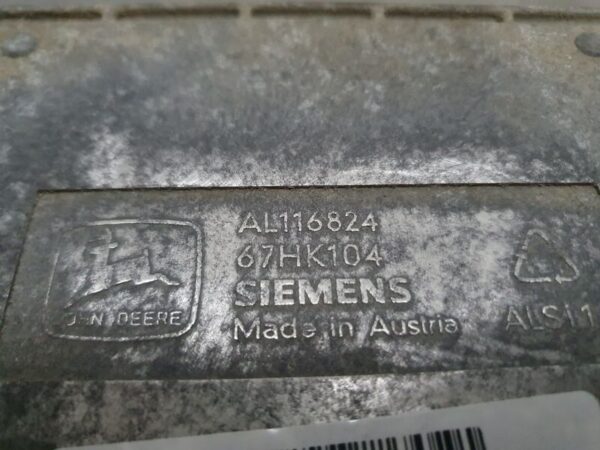 AL116824
67HK104
SIEMENS
Made in Austria
JOHN DEERE